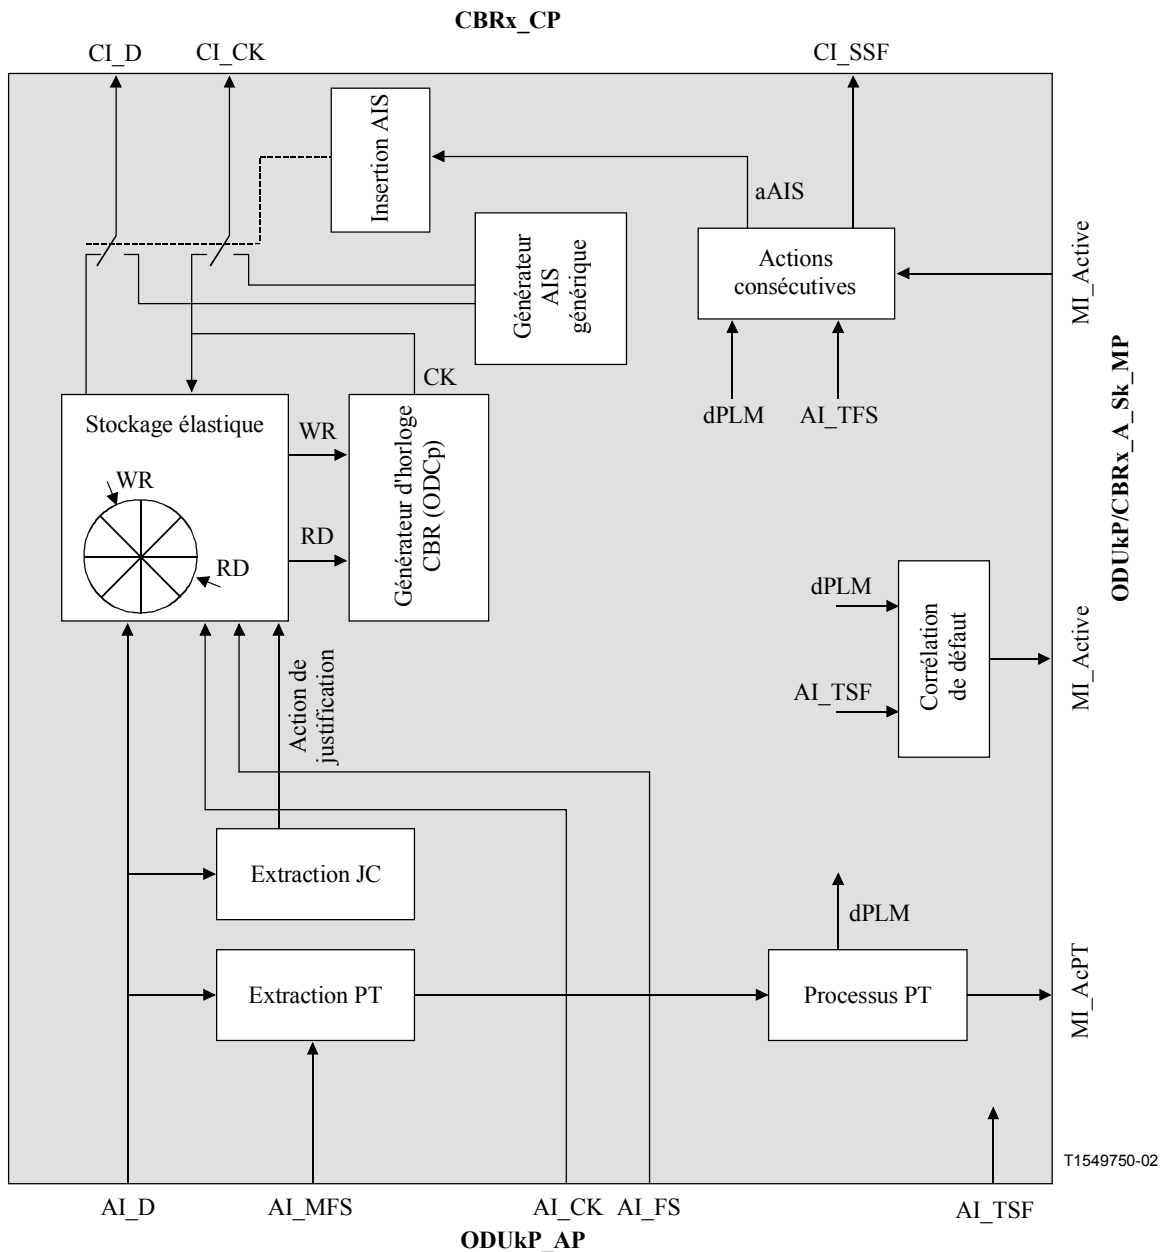 CBRx_CP
CI_D
CI_CK
CI_SSF
Insertion AIS
aAIS
Générateur
AIS
générique
Actions
consécutives
MI_Active
dPLM
AI_TFS
CK
Stockage élastique
WR
RD
WR
RD
Générateur d'horloge
CBR (ODCp)
ODUkP/CBRx_A_Sk_MP
dPLM
AI_TSF
Corrélation
de défaut
MI_Active
Action de
justification
Extraction JC
dPLM
Extraction PT
Processus PT
MI_AcPT
T1549750-02
AI_D
AI_MFS
AI_CK
AI_FS
AI_TSF
ODUkP_AP